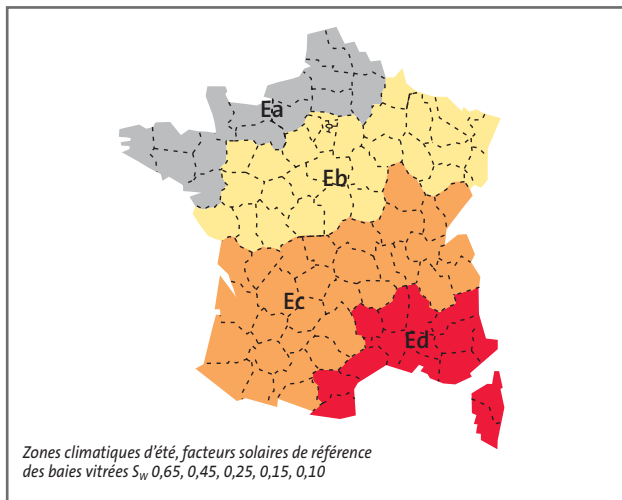 Ea
Eb
Ec
Ed
Zones climatiques d'été, facteurs solaires de référence
des baies vitrées SW 0,65, 0,45, 0,25, 0,15, 0,10